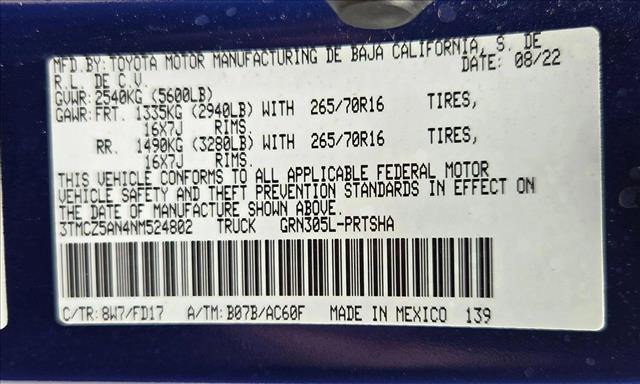 MFD.BY: TOYOTA MOTOR MANUFACTURING DE BAJA CALIFORNIA, S. DE
R.L. DE C.V DATE: 08/22
GVWR: 2540KG (5600LB)
GAWR: FRT. 1335KG (2940LB) WITH 265/70R16 TIRES,
16X7J RIMS.
RR. 1490KG (3280LB) WITH 265/70R16 TIRES,
16X7J RIMS.
THIS VEHICLE CONFORMS TO ALL APPLICABLE FEDERAL MOTOR
VEHICLE SAFETY AND THEFT PREVENTION STANDARDS IN EFFECT ON
THE DATE OF MANUFACTURE SHOWN ABOVE.
3TMCZ5AN4NM524802 TRUCK GRN305L-PRTSHA
C/TR: 8W7/FD17 A/TM: B07B/AC60F MADE IN MEXICO 139